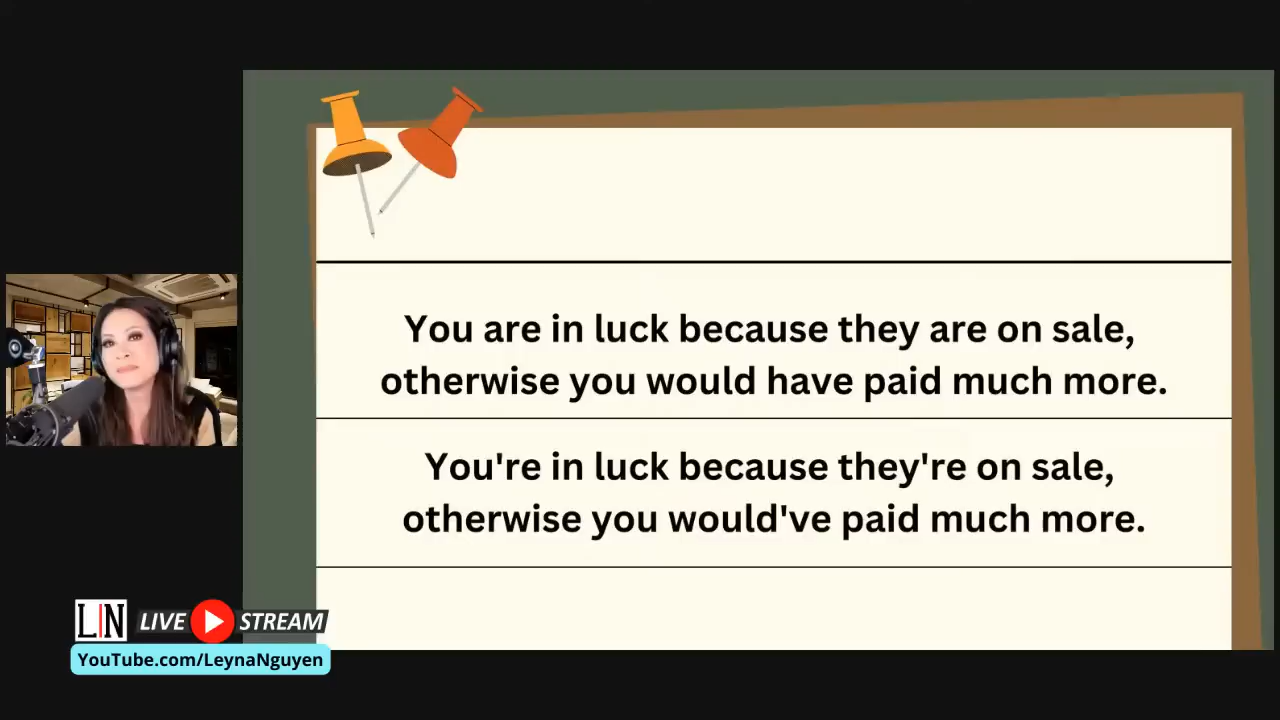 You are in luck because they are on sale,
otherwise you would have paid much more.
You're in luck because they're on sale,
otherwise you would've paid much more.
LIN LIVE STREAM
YouTube.com/LeynaNguyen